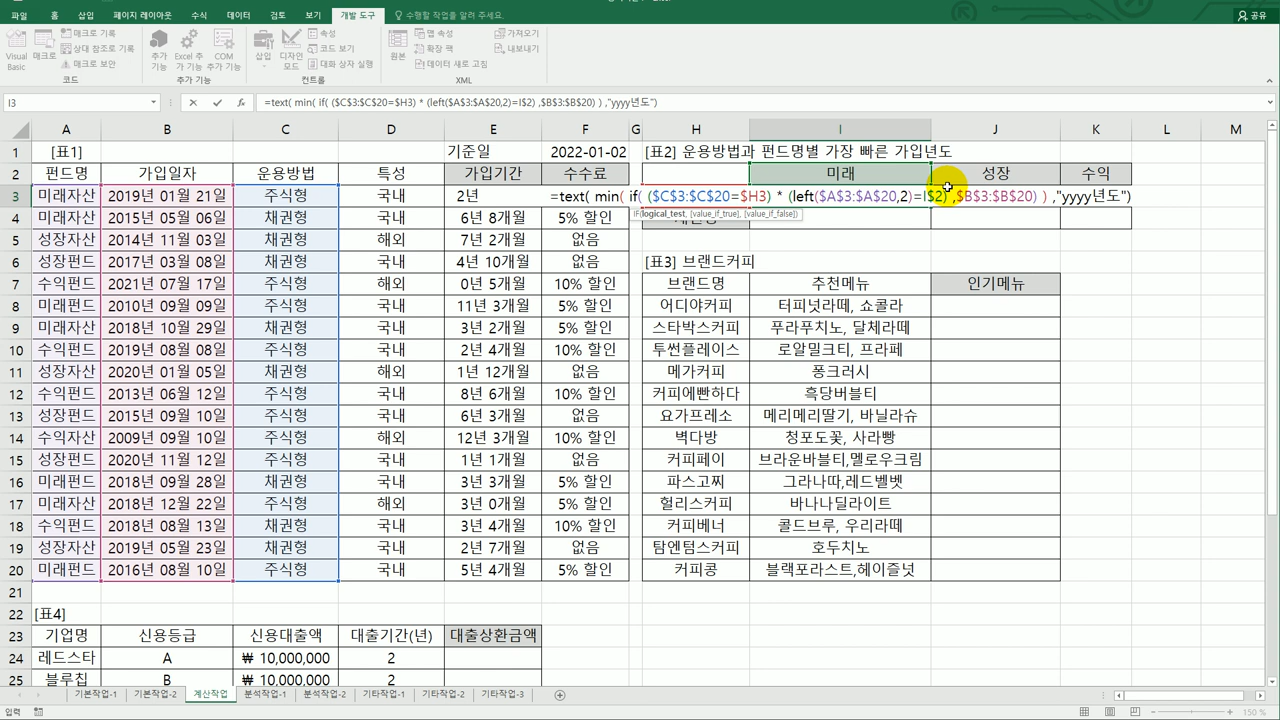 파일 홈 삽입 페이지 레이아웃 수식 데이터 검토 보기 개발 도구 수행할 작업을 알려 주세요. 공유
Visual Basic 매크로 매크로 기록 상대 참조로 기록 매크로 보안 추가 기능 Excel 추가 기능 COM 추가 기능 삽입 디자인 모드 속성 코드 보기 대화 상자 실행 원본 맵 속성 확장 팩 데이터 새로 고침 가져오기 내보내기
코드 추가 기능 컨트롤 XML
I3 =text( min( if( ($C$3:$C$20=$H3) * (left($A$3:$A$20,2)=I$2) ,$B$3:$B$20) ) ,"yyyy년도")
A B C D E F G H I J K L M
1 [표1] 기준일 2022-01-02 [표2] 운용방법과 펀드명별 가장 빠른 가입년도
2 펀드명 가입일자 운용방법 특성 가입기간 수수료 미래 성장 수익
3 미래자산 2019년 01월 21일 주식형 국내 2년 =text( min( if( ($C$3:$C$20=$H3) * (left($A$3:$A$20,2)=I$2) ,$B$3:$B$20) ) ,"yyyy년도")
IF(logical_test, [value_if_true], [value_if_false])
4 미래자산 2015년 05월 06일 채권형 국내 6년 8개월 5% 할인
5 성장자산 2014년 11월 03일 채권형 해외 7년 2개월 없음
6 성장펀드 2017년 03월 08일 채권형 국내 4년 10개월 없음 [표3] 브랜드커피
7 수익펀드 2021년 07월 17일 주식형 해외 0년 5개월 10% 할인 브랜드명 추천메뉴 인기메뉴
8 미래펀드 2010년 09월 09일 주식형 국내 11년 3개월 5% 할인 어디야커피 터피넛라떼, 쇼콜라
9 미래자산 2018년 10월 29일 채권형 국내 3년 2개월 5% 할인 스타박스커피 푸라푸치노, 달체라떼
10 수익펀드 2019년 08월 08일 채권형 국내 2년 4개월 10% 할인 투썬플레이스 로얄밀크티, 프라페
11 성장자산 2020년 01월 05일 채권형 해외 1년 12개월 없음 메가커피 퐁크러시
12 수익펀드 2013년 06월 12일 주식형 국내 8년 6개월 10% 할인 커피에빤하다 흑당버블티
13 성장펀드 2015년 09월 10일 주식형 국내 6년 3개월 없음 요가프레소 메리메리딸기, 바닐라슈
14 수익자산 2009년 09월 10일 주식형 해외 12년 3개월 10% 할인 벽다방 청포도꽃, 사라빵
15 성장펀드 2020년 11월 12일 주식형 국내 1년 1개월 없음 커피페이 브라운바블티,멜로우크림
16 미래펀드 2018년 09월 28일 채권형 국내 3년 3개월 5% 할인 파스고찌 그라나따,레드벨벳
17 미래자산 2018년 12월 22일 주식형 해외 3년 0개월 5% 할인 헐리스커피 바나나딜라이트
18 수익펀드 2018년 08월 13일 채권형 국내 3년 4개월 10% 할인 커피베너 콜드브루, 우리라떼
19 성장자산 2019년 05월 23일 채권형 국내 2년 7개월 없음 탐엔텀스커피 호두치노
20 미래펀드 2016년 08월 10일 주식형 국내 5년 4개월 5% 할인 커피콩 블랙포라스트,헤이즐넛
21
22 [표4]
23 기업명 신용등급 신용대출액 대출기간(년) 대출상환금액
24 레드스타 A ₩ 10,000,000 2
25 블루칩 B ₩ 10,000,000 2
기본작업-1 기본작업-2 계산작업 분석작업-1 분석작업-2 기타작업-1 기타작업-2 기타작업-3
입력 150 %